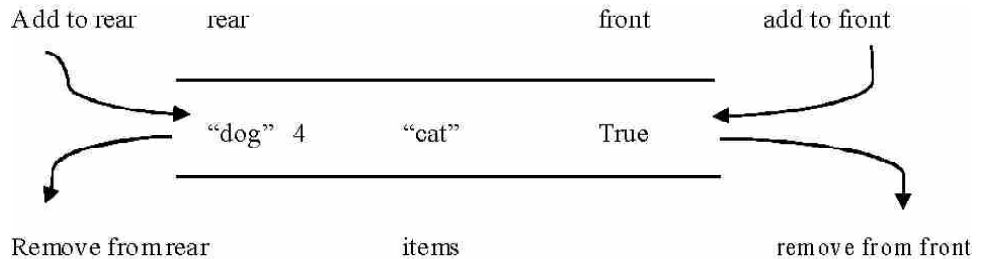 Add to rear rear front add to front
“dog” 4 “cat” True
Remove from rear items remove from front